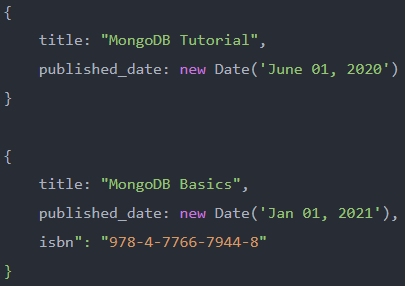 {
    title: "MongoDB Tutorial",
    published_date: new Date('June 01, 2020')
}

{
    title: "MongoDB Basics",
    published_date: new Date('Jan 01, 2021'),
    isbn": "978-4-7766-7944-8"
}